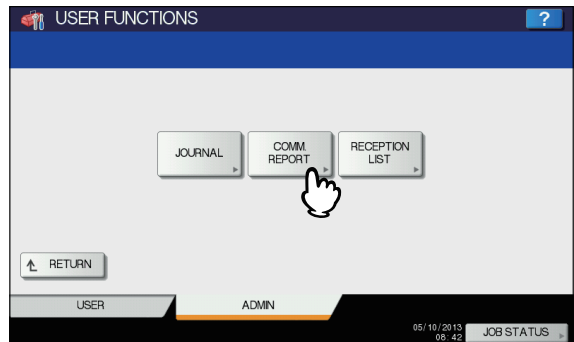 USER FUNCTIONS
?
JOURNAL
COMM.
REPORT
RECEPTION
LIST
RETURN
USER
ADMIN
05/10/2013
08:42
JOB STATUS